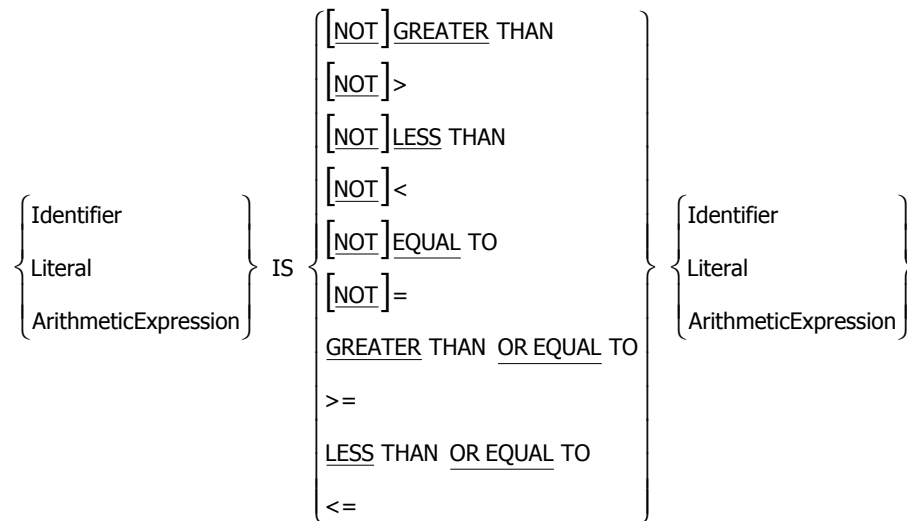 [NOT] GREATER THAN
[NOT] >
[NOT] LESS THAN
[NOT] <
Identifier
Literal
ArithmeticExpression
IS
[NOT] EQUAL TO
[NOT] =
GREATER THAN OR EQUAL TO
>=
LESS THAN OR EQUAL TO
<=
Identifier
Literal
ArithmeticExpression